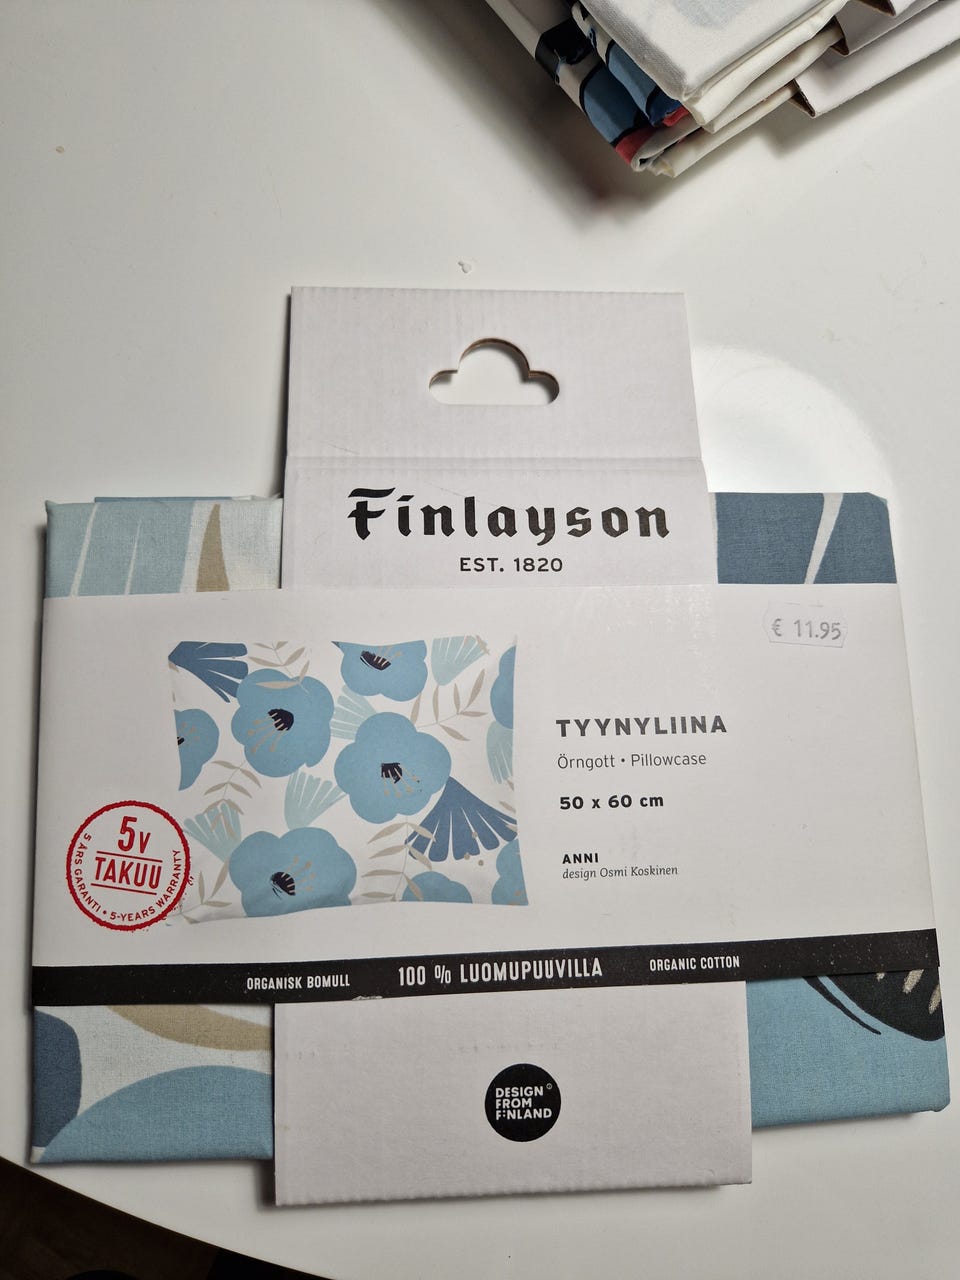 Finlayson
EST. 1820
€ 11.95
TYYNYLIINA
Örngott • Pillowcase
50 x 60 cm
ANNI
design Osmi Koskinen
5v
TAKUU
5 ÅRS GARANTI • 5-YEARS WARRANTY
ORGANISK BOMULL
100 % LUOMUPUUVILLA
ORGANIC COTTON
DESIGN
FROM
FINLAND